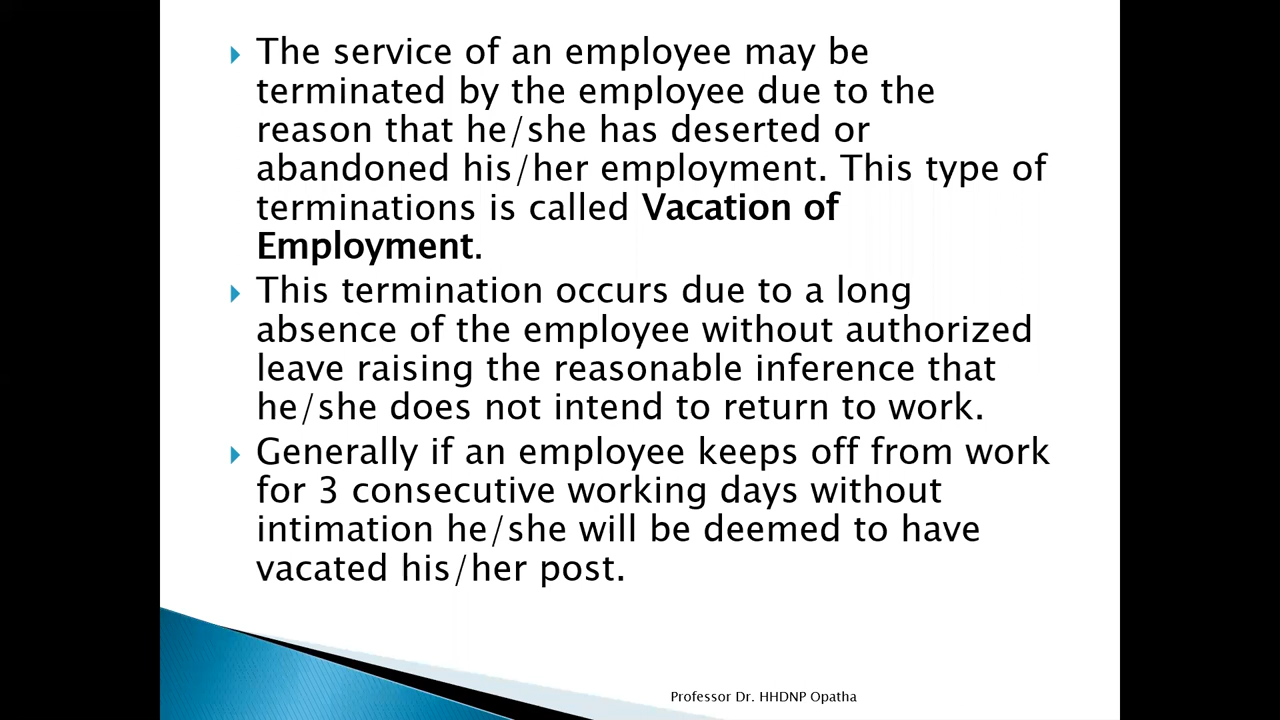 The service of an employee may be
terminated by the employee due to the
reason that he/she has deserted or
abandoned his/her employment. This type of
terminations is called Vacation of
Employment.
This termination occurs due to a long
absence of the employee without authorized
leave raising the reasonable inference that
he/she does not intend to return to work.
Generally if an employee keeps off from work
for 3 consecutive working days without
intimation he/she will be deemed to have
vacated his/her post.
Professor Dr. HHDNP Opatha